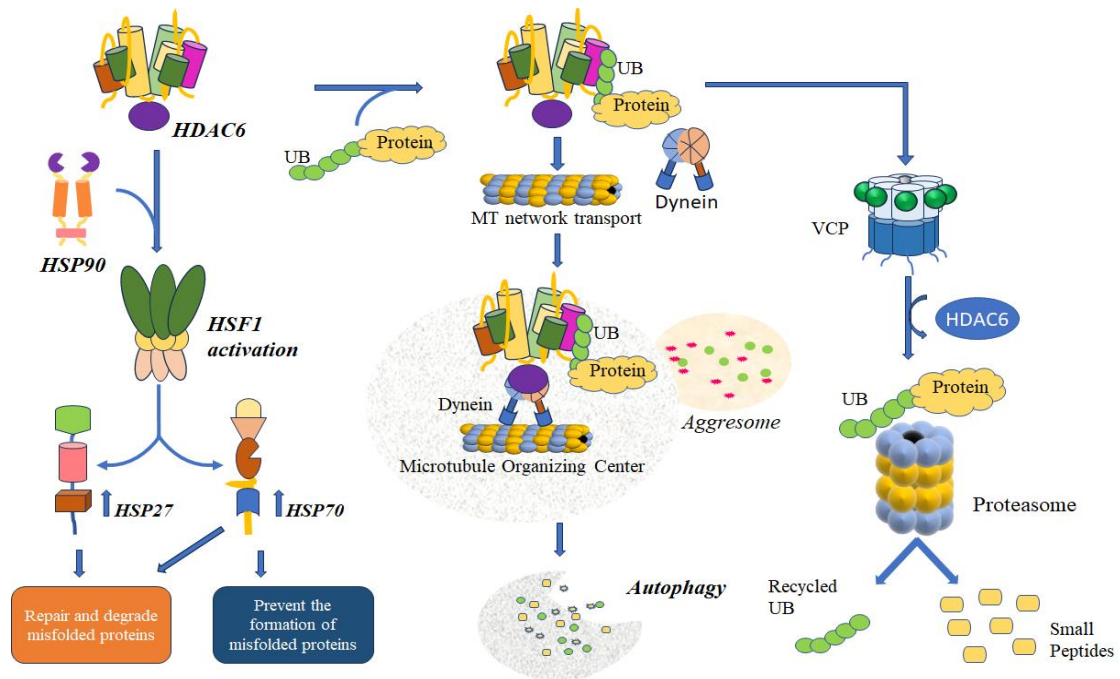 HDAC6
HSP90
HSF1
activation
HSP27
HSP70
Repair and degrade
misfolded proteins
Prevent the
formation of
misfolded proteins
UB
Protein
UB
Protein
MT network transport
Dynein
UB
Protein
Dynein
Microtubule Organizing Center
Aggresome
Autophagy
VCP
HDAC6
UB
Protein
Proteasome
Recycled
UB
Small
Peptides